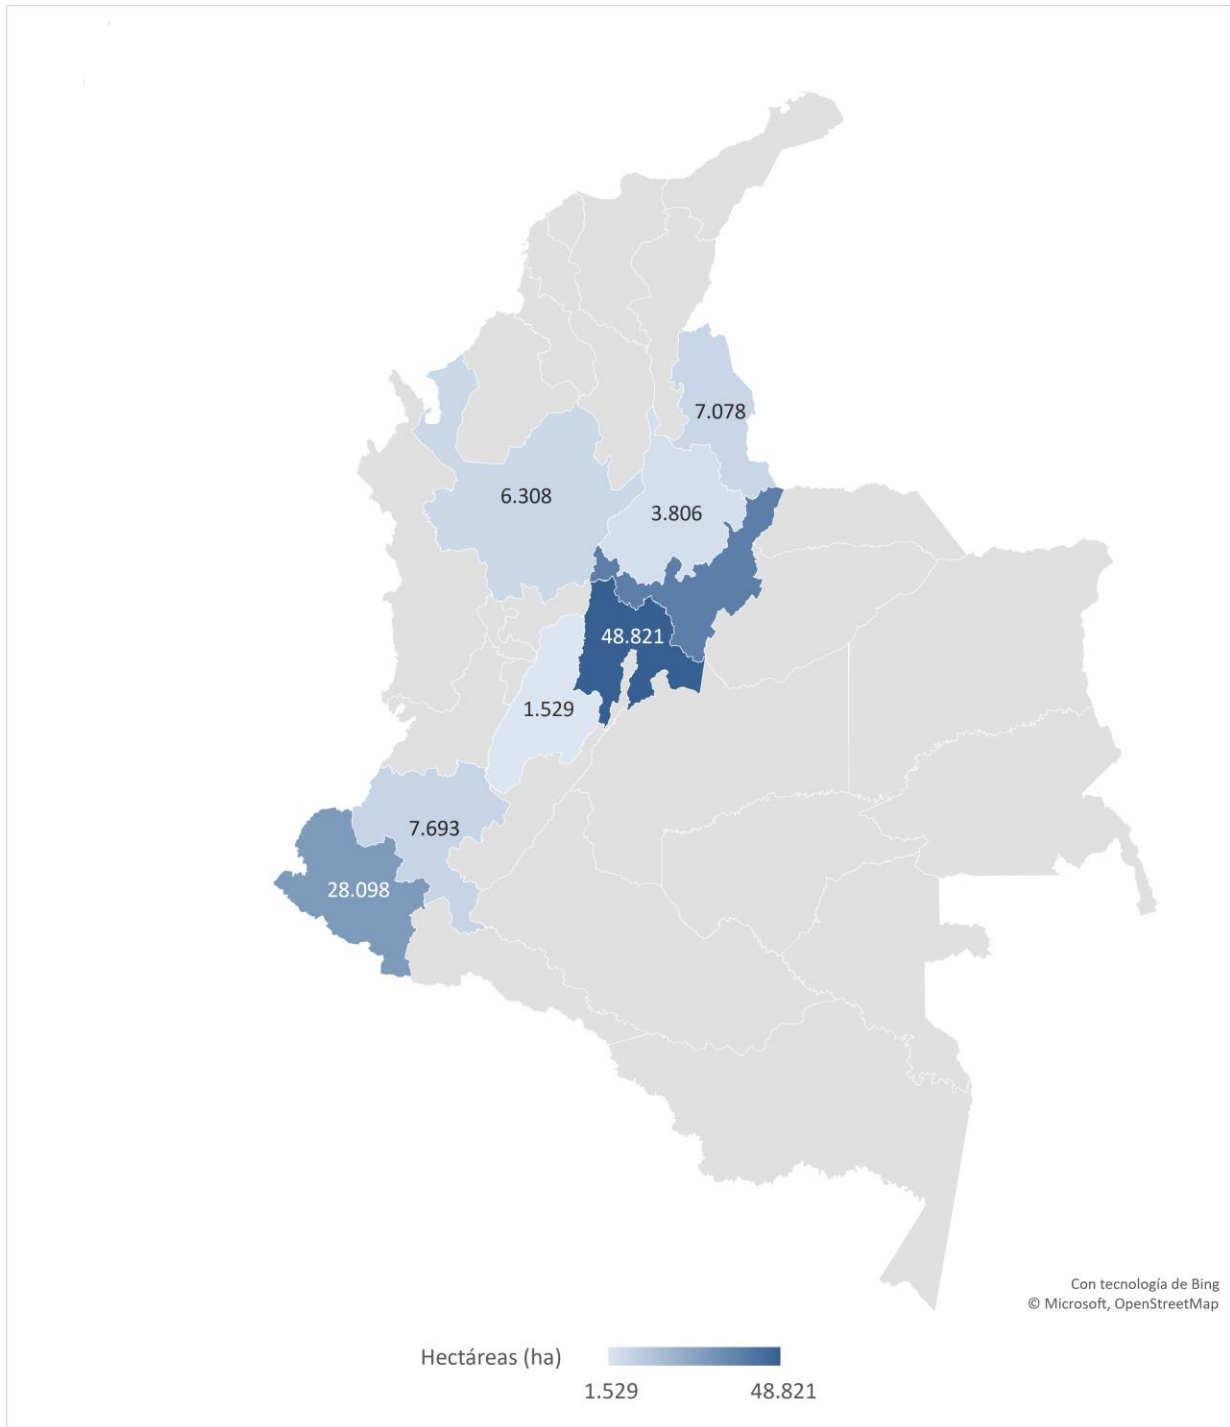 7.078
6.308
3.806
48.821
1.529
7.693
28.098
Con tecnología de Bing
© Microsoft, OpenStreetMap
Hectáreas (ha)
1.529 48.821